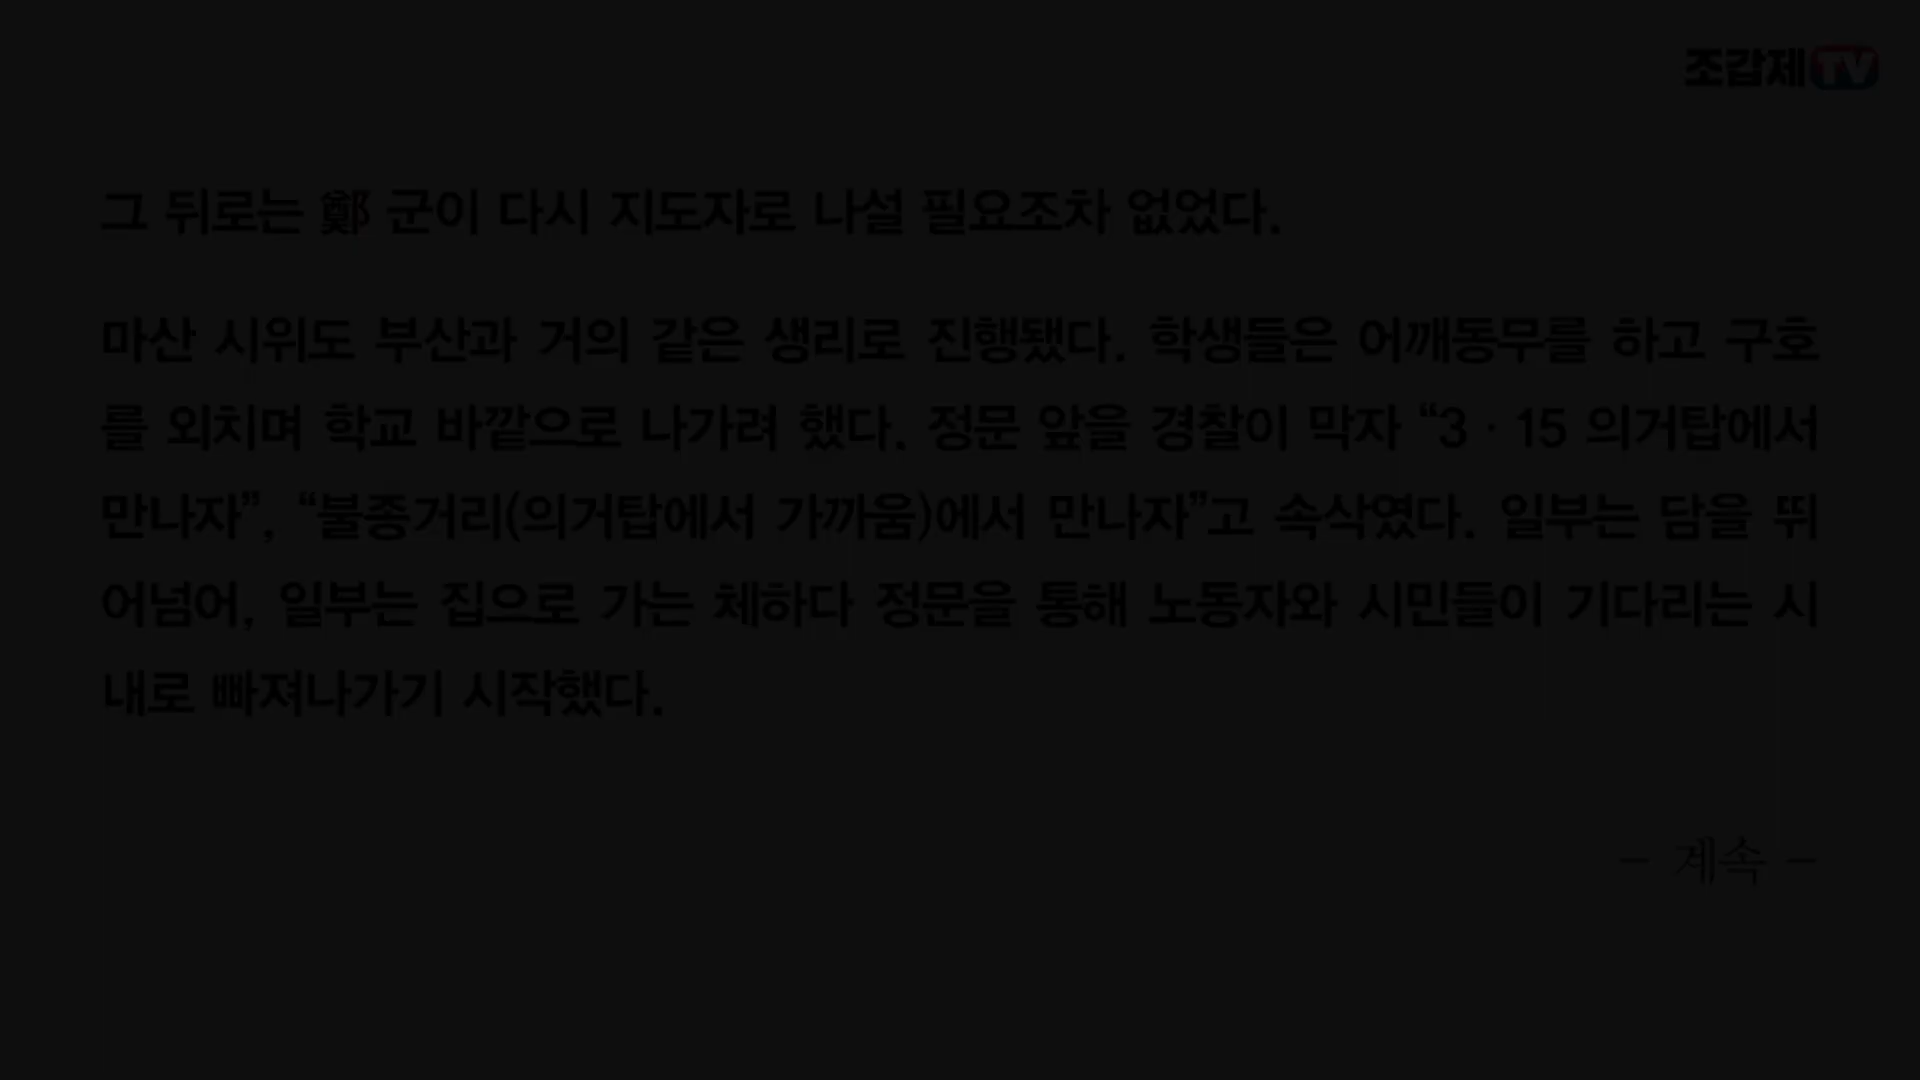 조갑제TV
그 뒤로는 鄭 군이 다시 지도자로 나설 필요조차 없었다.
마산 시위도 부산과 거의 같은 생리로 진행됐다. 학생들은 어깨동무를 하고 구호
를 외치며 학교 바깥으로 나가려 했다. 정문 앞을 경찰이 막자 “3 · 15 의거탑에서
만나자”, “불종거리(의거탑에서 가까움)에서 만나자”고 속삭였다. 일부는 담을 뛰
어넘어, 일부는 집으로 가는 체하다 정문을 통해 노동자와 시민들이 기다리는 시
내로 빠져나가기 시작했다.
– 계속 –